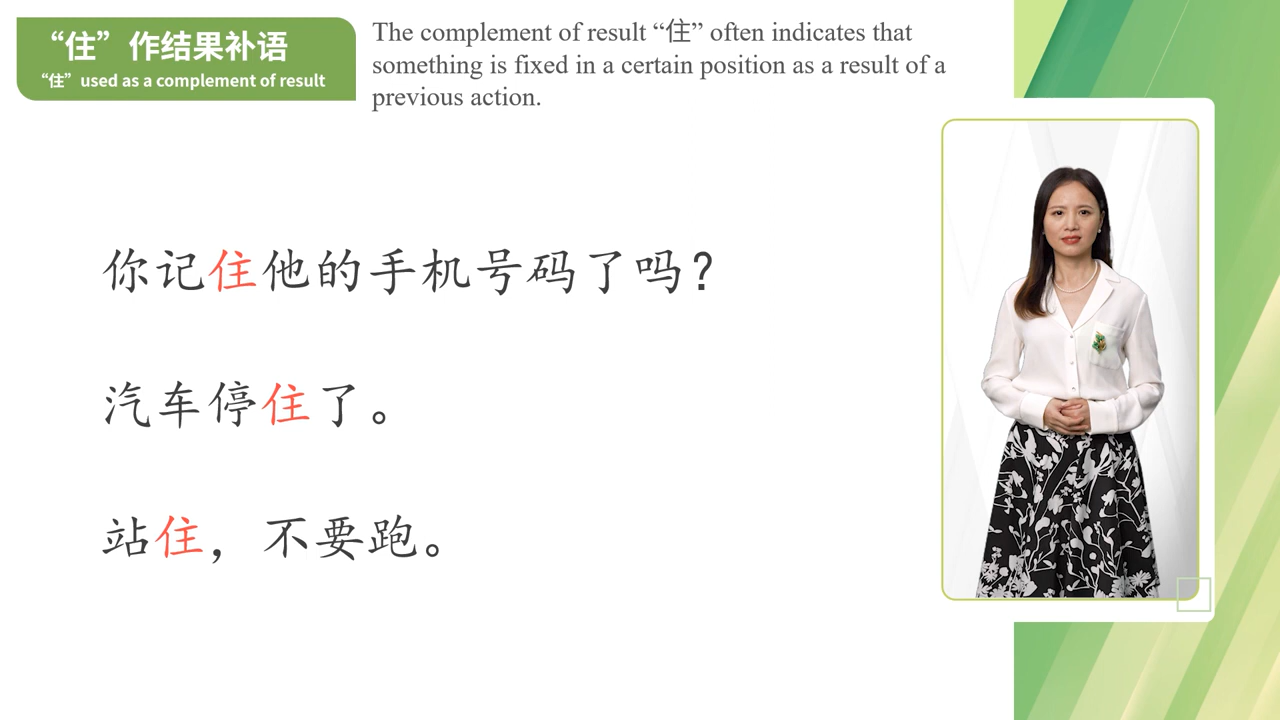 “住”作结果补语
“住”used as a complement of result
The complement of result “住” often indicates that
something is fixed in a certain position as a result of a
previous action.
你记住他的手机号码了吗？
汽车停住了。
站住，不要跑。